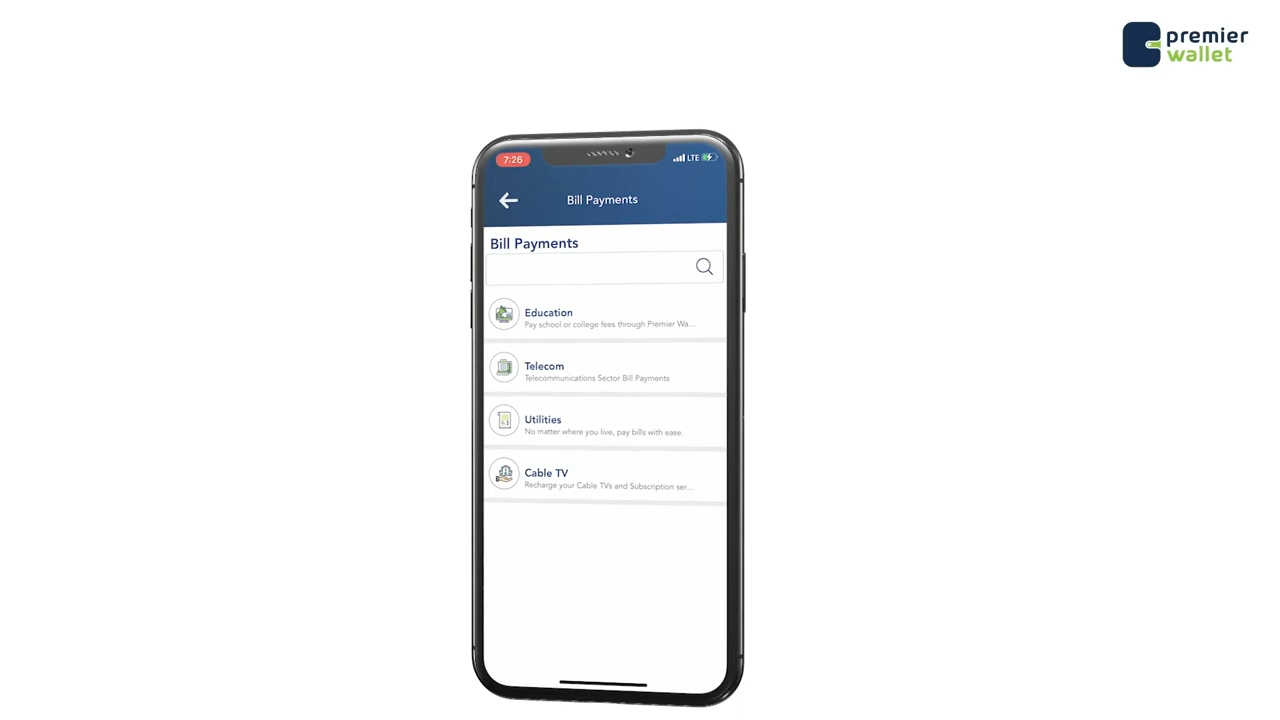 premier
wallet
7:26
LTE
Bill Payments
Bill Payments
Education
Pay school or college fees through Premier Wa...
Telecom
Telecommunications Sector Bill Payments
Utilities
No matter where you live, pay bills with ease.
Cable TV
Recharge your Cable TVs and Subscription ser...